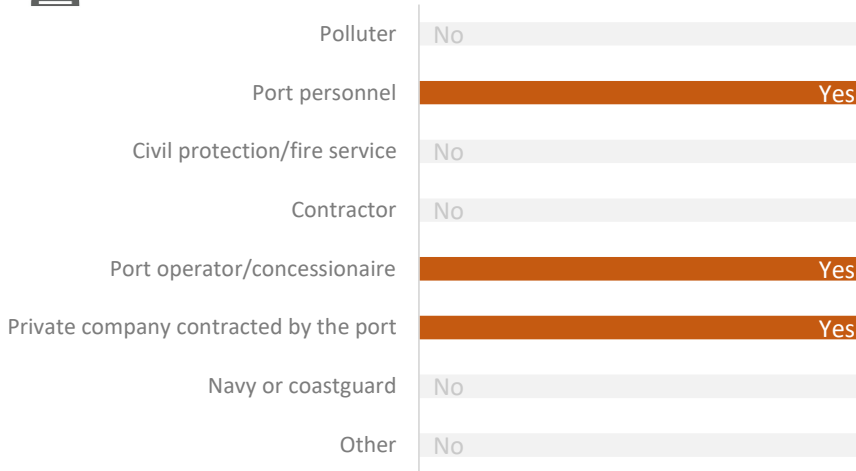 Polluter No
Port personnel Yes
Civil protection/fire service No
Contractor No
Port operator/concessionaire Yes
Private company contracted by the port Yes
Navy or coastguard No
Other No